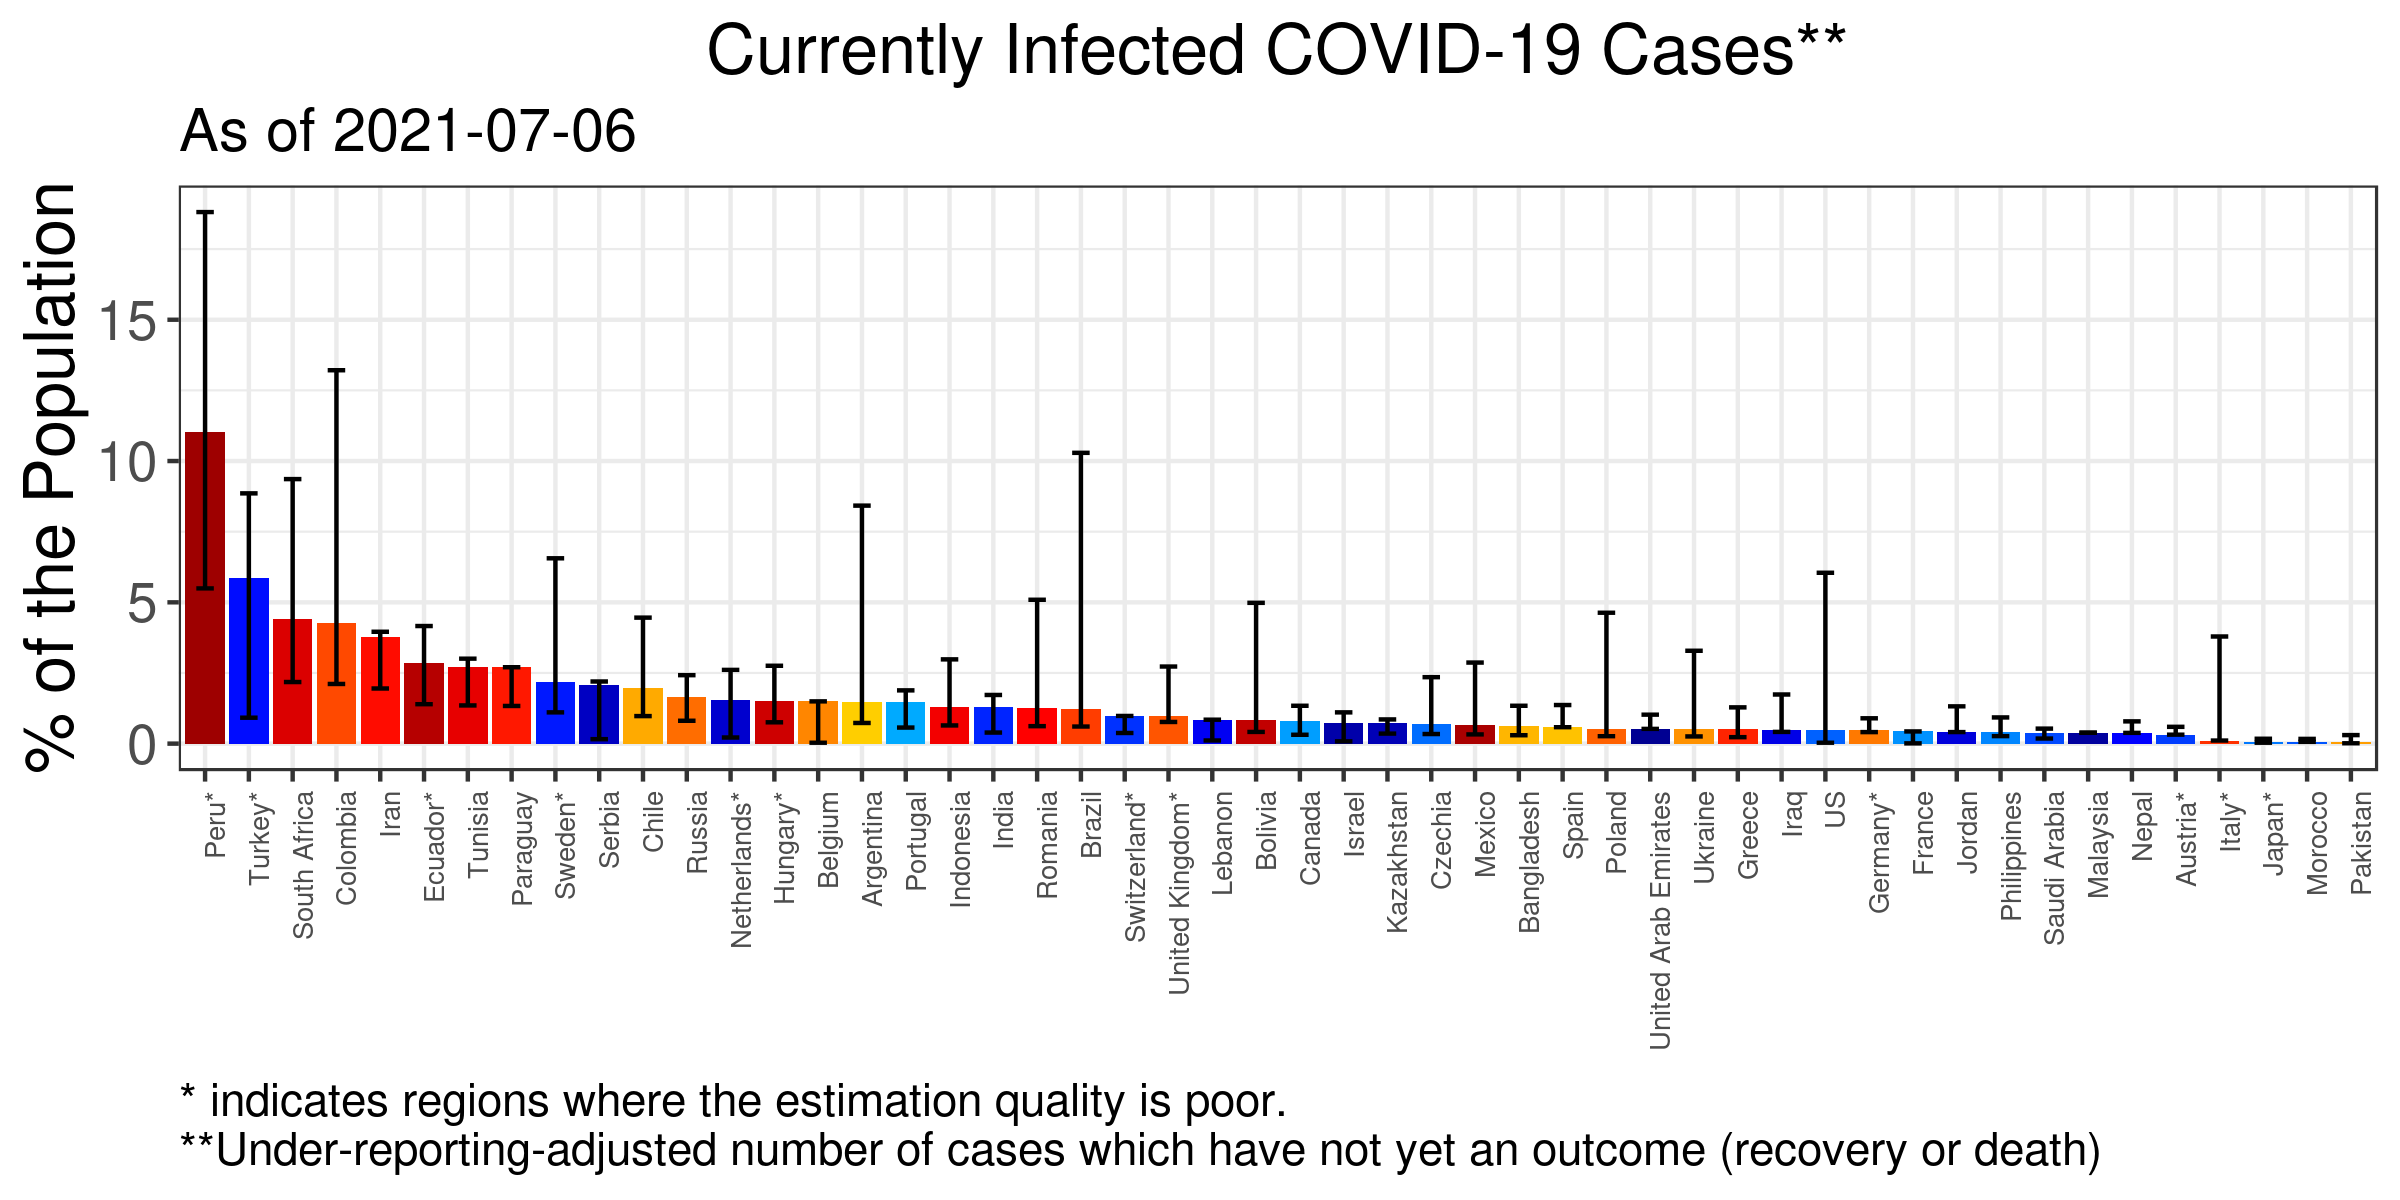 Currently Infected COVID-19 Cases**
As of 2021-07-06
% of the Population
15
10
5
0
Peru*
Turkey*
South Africa
Colombia
Iran
Ecuador*
Tunisia
Paraguay
Sweden*
Serbia
Chile
Russia
Netherlands*
Hungary*
Belgium
Argentina
Portugal
Indonesia
India
Romania
Brazil
Switzerland*
United Kingdom*
Lebanon
Bolivia
Canada
Israel
Kazakhstan
Czechia
Mexico
Bangladesh
Spain
Poland
United Arab Emirates
Ukraine
Greece
Iraq
US
Germany*
France
Jordan
Philippines
Saudi Arabia
Malaysia
Nepal
Austria*
Italy*
Japan*
Morocco
Pakistan
* indicates regions where the estimation quality is poor.
**Under-reporting-adjusted number of cases which have not yet an outcome (recovery or death)